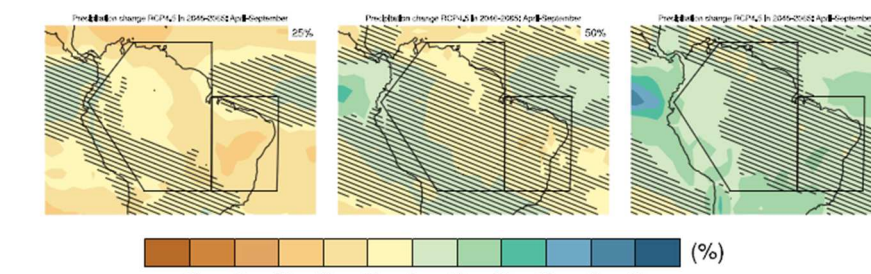 Precipitation change RCP4.5 in 2046-2065: April-September
25%
Precipitation change RCP4.5 in 2046-2065: April-September
50%
Precipitation change RCP4.5 in 2046-2065: April-September
(%)